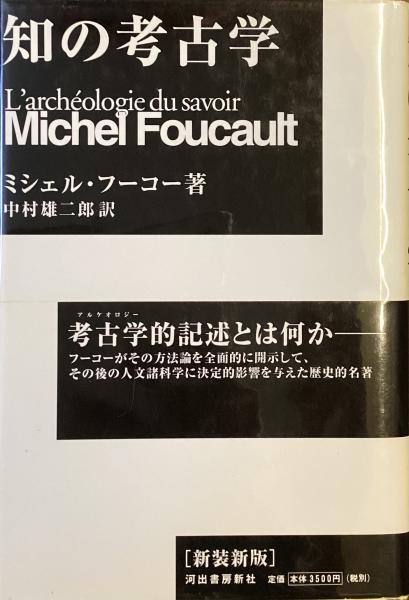 知の考古学
L'archéologie du savoir
Michel Foucault
ミシェル・フーコー著
中村雄二郎訳
アルケオロジー
考古学的記述とは何か――
フーコーがその方法論を全面的に開示して、
その後の人文諸科学に決定的影響を与えた歴史的名著
［新装新版］
河出書房新社 定価 本体3500円 (税別)